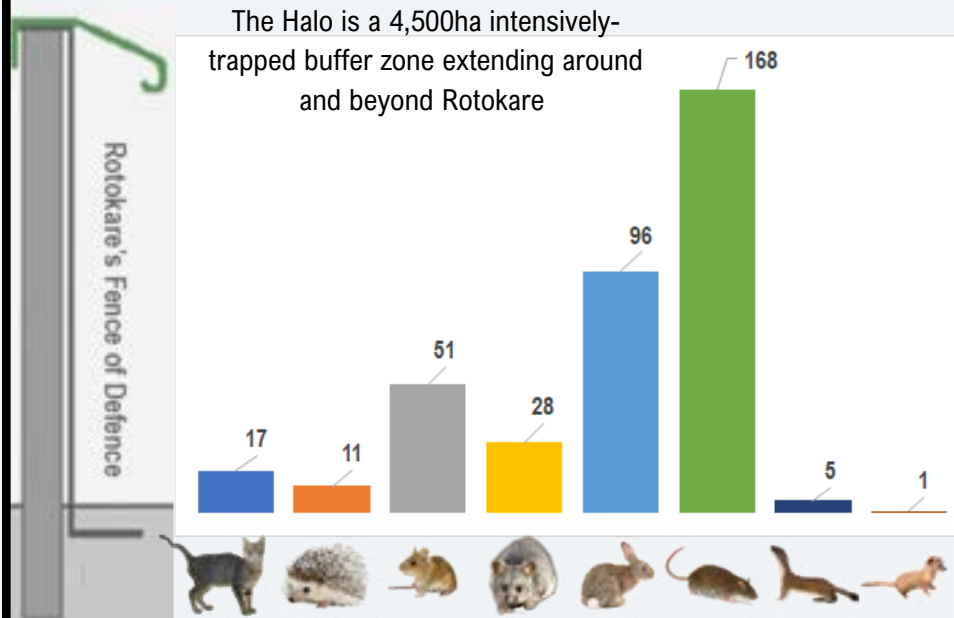 The Halo is a 4,500ha intensively-
trapped buffer zone extending around
and beyond Rotokare
Rotokare's Fence of Defence
17
11
51
28
96
168
5
1